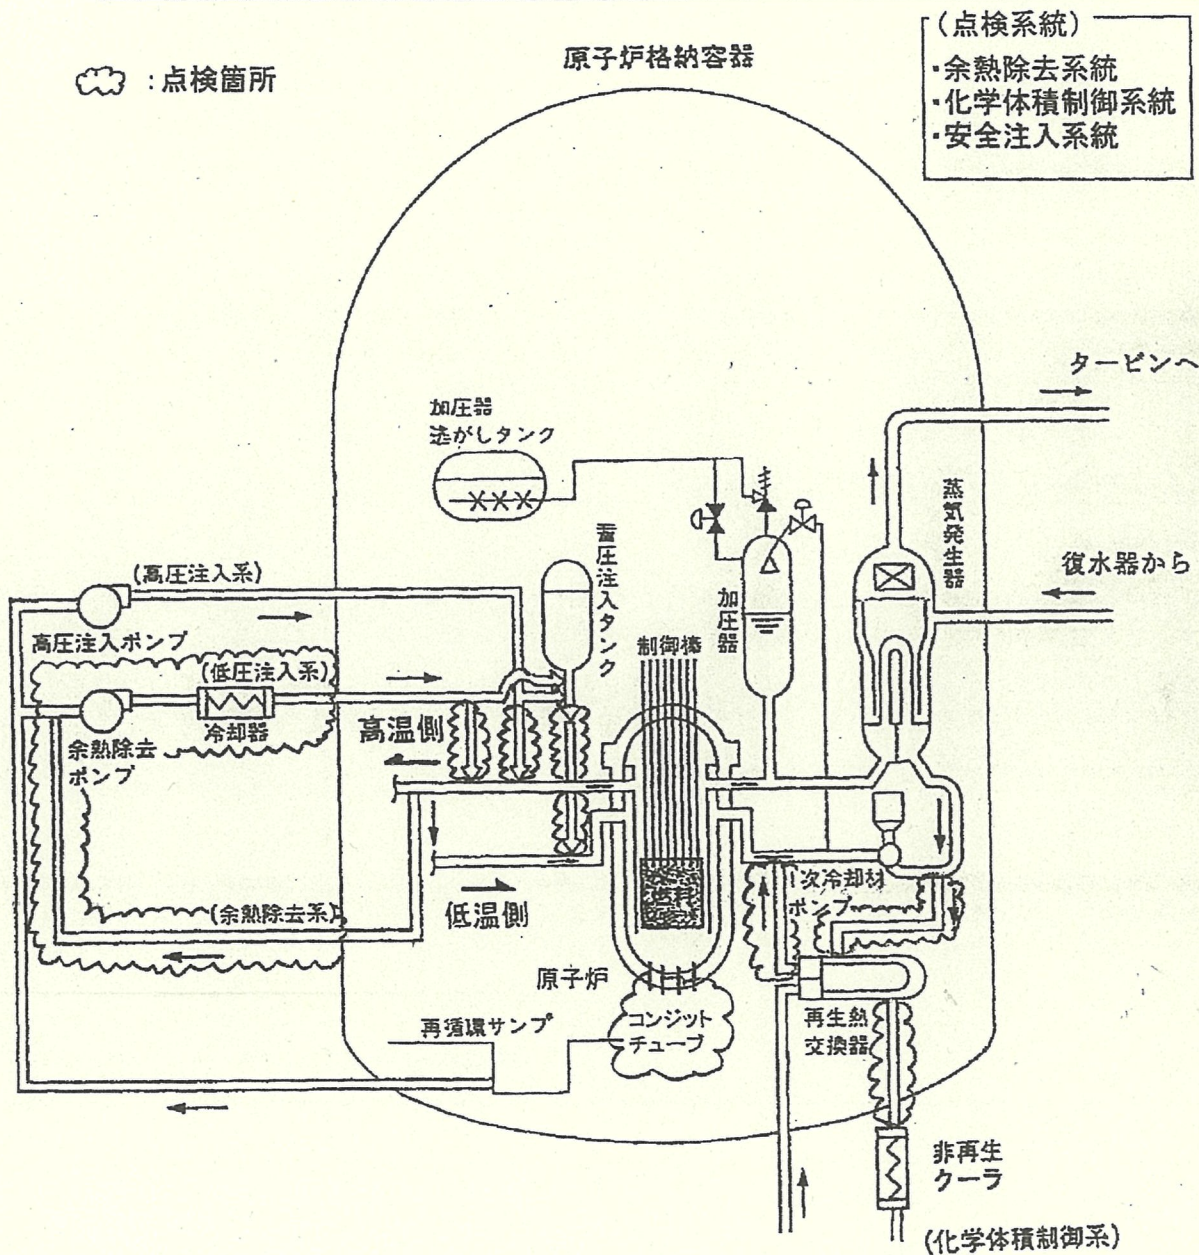 :点検箇所
原子炉格納容器
(点検系統)
・余熱除去系統
・化学体積制御系統
・安全注入系統
タービンへ
加圧器
逃がしタンク
蓄圧注入タンク
蒸気発生器
復水器から
加圧器
(高圧注入系)
高圧注入ポンプ
(低圧注入系)
制御棒
冷却器
高温側
余熱除去
ポンプ
燃料
1次冷却材
ポンプ
(余熱除去系)
低温側
原子炉
再循環サンプ
コンジット
チューブ
再生熱
交換器
非再生
クーラ
(化学体積制御系)